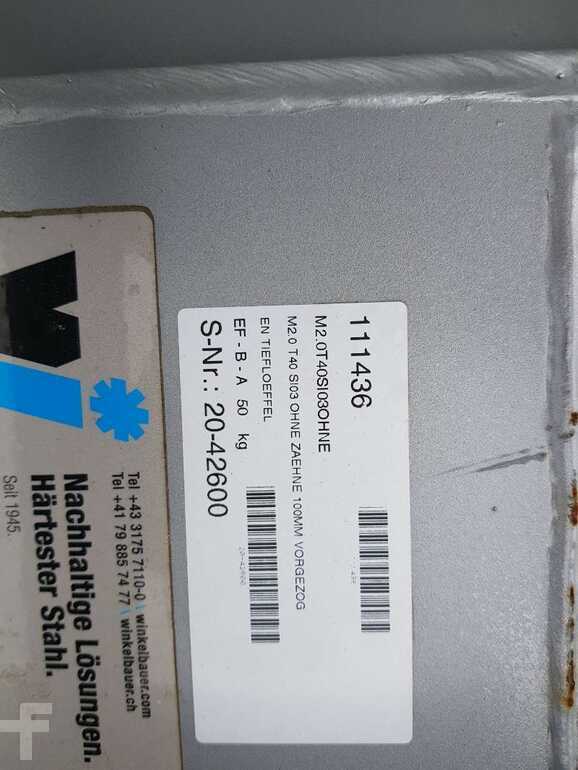 111436
M2.0T40SI03OHNE
M2.0 T40 SI03 OHNE ZAEHNE 100MM VORGEZOG
EN TIEFLOEFFEL
EF - B - A 50 kg
S-Nr.: 20-42600
20-42600
Tel +43 3175 7110-0 \ winkelbauer.com
Tel +41 79 885 74 77 \ winkelbauer.ch
Nachhaltige Lösungen.
Härtester Stahl.
Seit 1945.